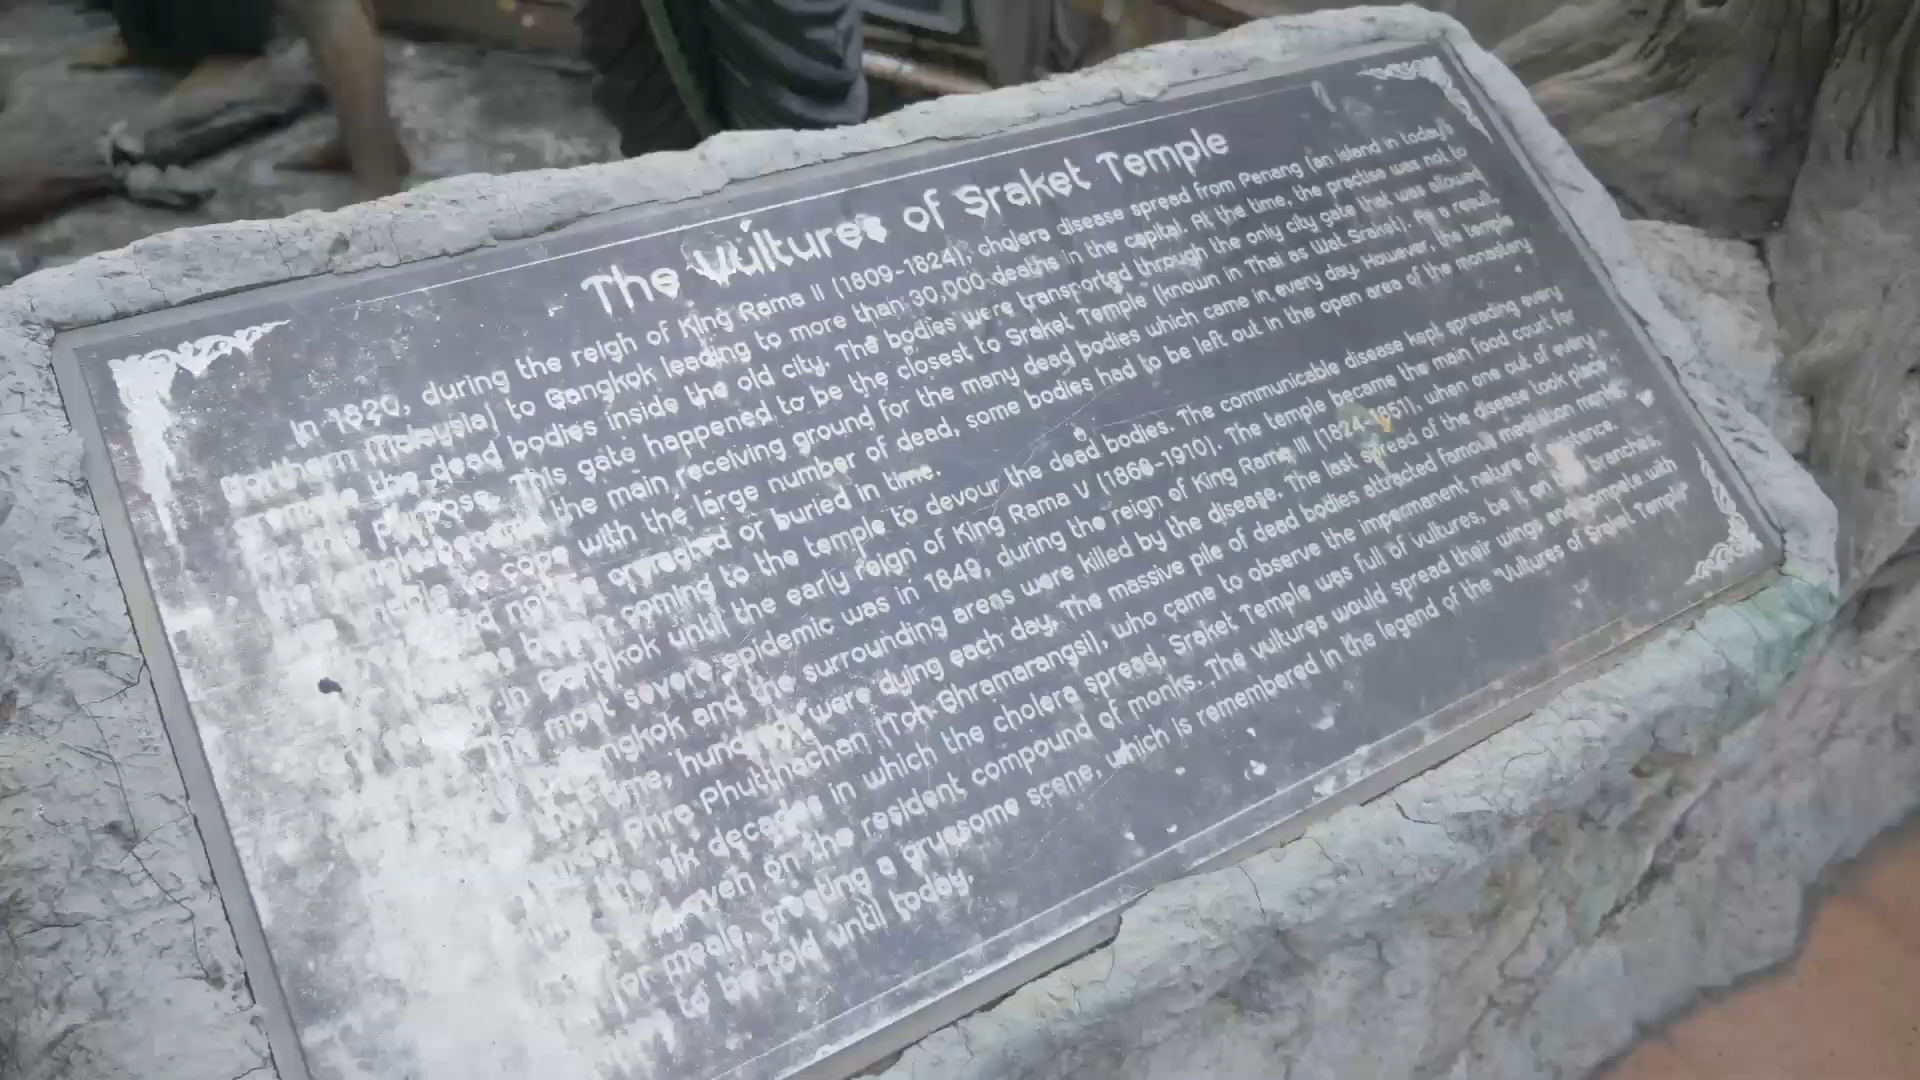 The Vultures of Sraket Temple
In 1820, during the reign of King Rama II (1809-1824), cholera disease spread from Penang (an island in today's
northern Malaysia) to Bangkok leading to more than 30,000 deaths in the capital. At the time, the practise was not to
cremate the dead bodies inside the old city. The bodies were transported through the only city gate that was allowed
for this purpose. This gate happened to be the closest to Sraket Temple (known in Thai as Wat Sraket). As a result,
the temple became the main receiving ground for the many dead bodies which came in every day. However, the temple
to cope with the large number of dead, some bodies had to be left out in the open area of the monastery
not be cremated or buried in time.
began coming to the temple to devour the dead bodies. The communicable disease kept spreading every
in Bangkok until the early reign of King Rama V (1868-1910). The temple became the main food court for
The most severe epidemic was in 1849, during the reign of King Rama III (1824-1851), when one out of every
Bangkok and the surrounding areas were killed by the disease. The last spread of the disease took place
time, hundreds were dying each day. The massive pile of dead bodies attracted famous meditation monks,
Phra Phutthachan (Toh Bhramarangsi), who came to observe the impermanent nature of existence.
the six decades in which the cholera spread, Sraket Temple was full of vultures, be it on branches,
even on the resident compound of monks. The vultures would spread their wings and compete with
for meals, creating a gruesome scene, which is remembered in the legend of the "Vultures of Sraket Temple"
to be told until today.